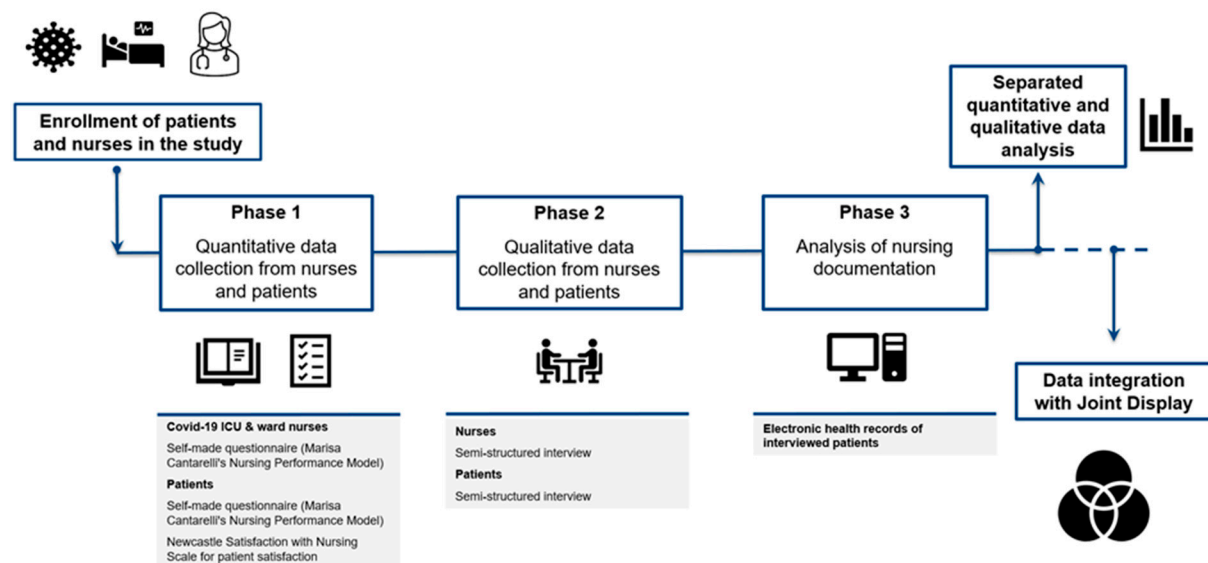 Enrollment of patients
and nurses in the study
Phase 1
Quantitative data
collection from nurses
and patients
Covid-19 ICU & ward nurses
Self-made questionnaire (Marisa
Cantarelli's Nursing Performance Model)
Patients
Self-made questionnaire (Marisa
Cantarelli's Nursing Performance Model)
Newcastle Satisfaction with Nursing
Scale for patient satisfaction
Phase 2
Qualitative data
collection from nurses
and patients
Nurses
Semi-structured interview
Patients
Semi-structured interview
Phase 3
Analysis of nursing
documentation
Electronic health records of
interviewed patients
Separated
quantitative and
qualitative data
analysis
Data integration
with Joint Display